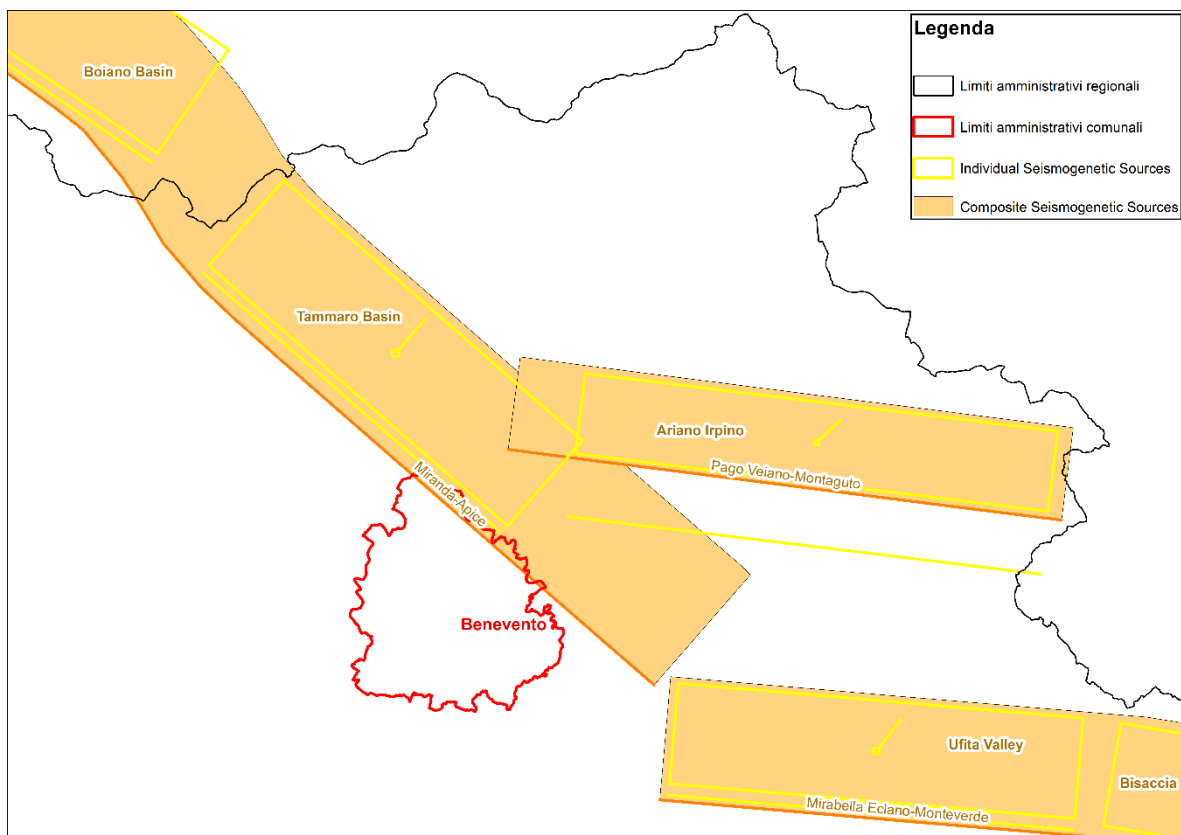 Legenda
Limiti amministrativi regionali
Limiti amministrativi comunali
Individual Seismogenetic Sources
Composite Seismogenetic Sources
Boiano Basin
Tammaro Basin
Ariano Irpino
Pago Veiano-Montaguto
Miranda-Apice
Benevento
Ufita Valley
Bisaccia
Mirabella Eclano-Monteverde